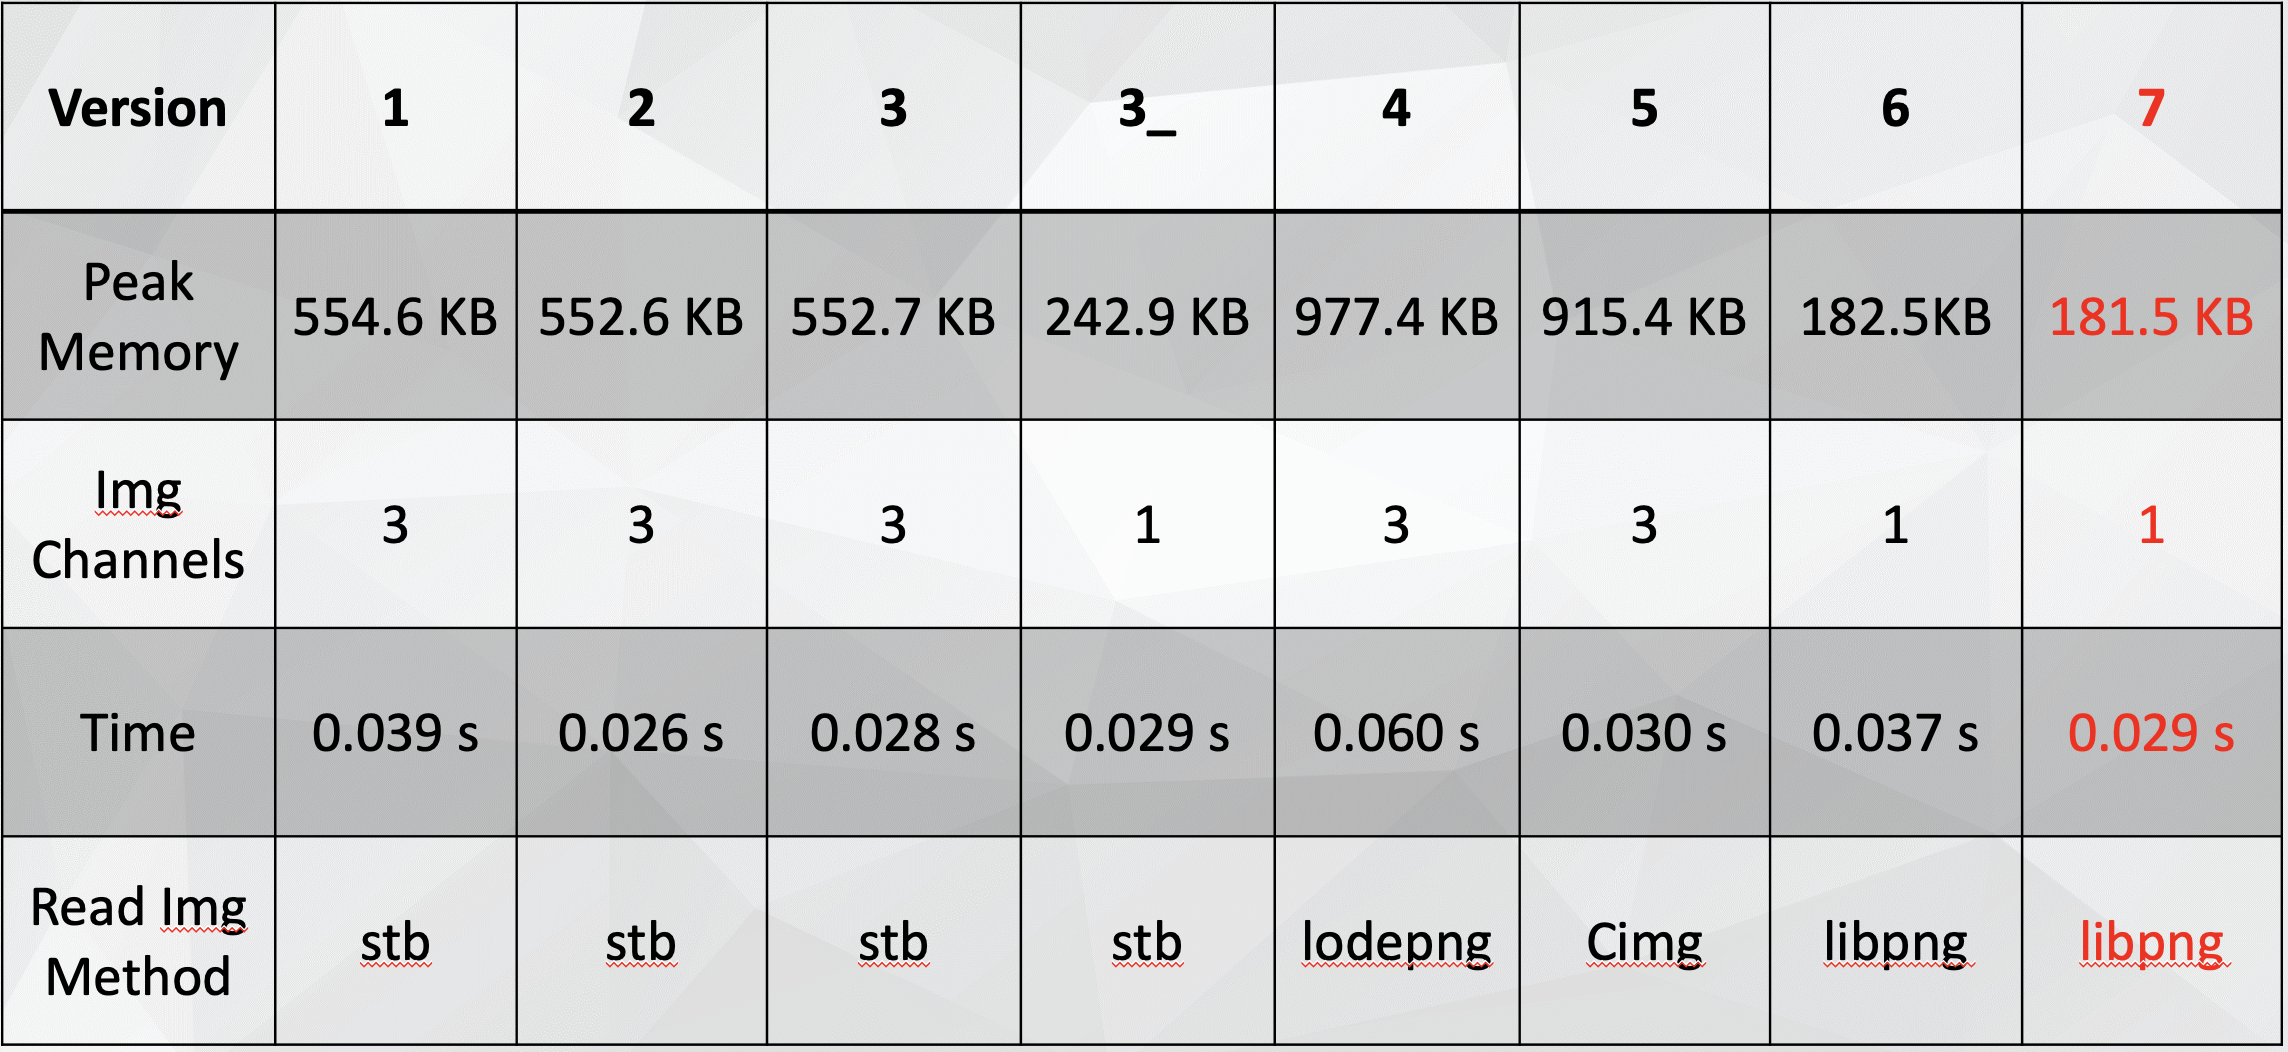 Version 1 2 3 3_ 4 5 6 7
Peak
Memory
554.6 KB 552.6 KB 552.7 KB 242.9 KB 977.4 KB 915.4 KB 182.5KB 181.5 KB
Img
Channels
3 3 3 1 3 3 1 1
Time 0.039 s 0.026 s 0.028 s 0.029 s 0.060 s 0.030 s 0.037 s 0.029 s
Read Img
Method
stb stb stb stb lodepng Cimg libpng libpng